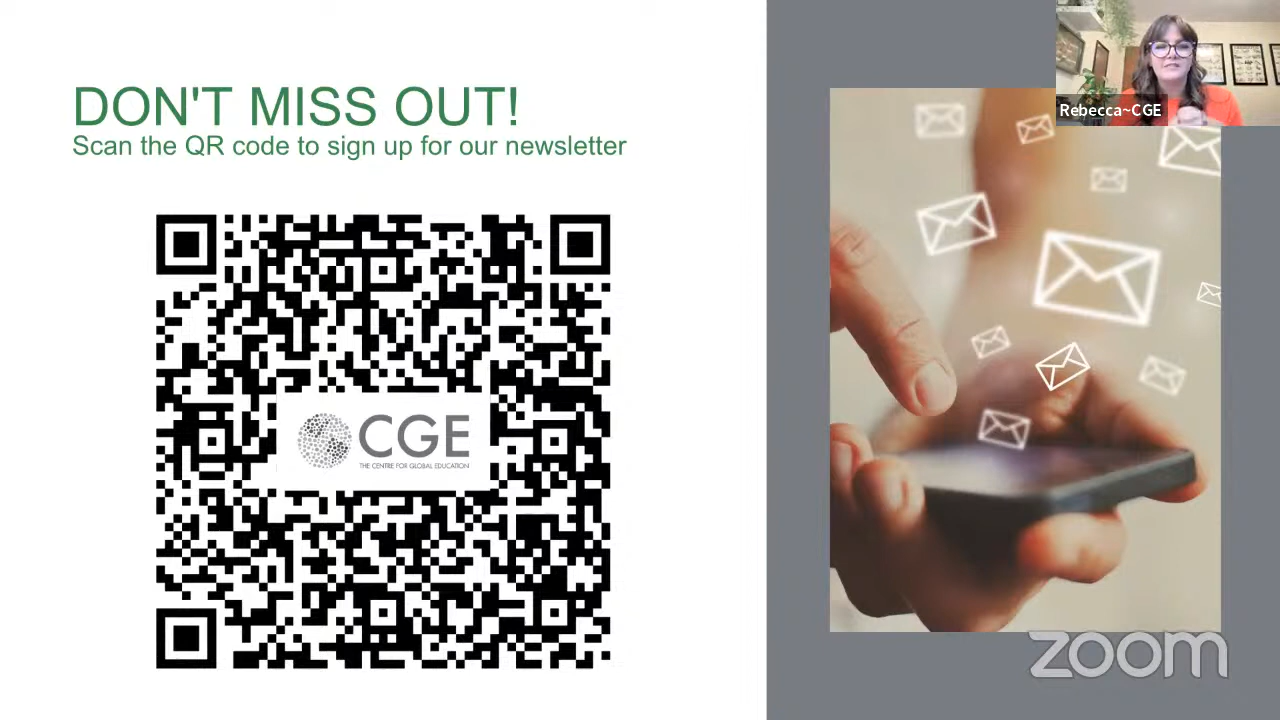 DON'T MISS OUT!
Scan the QR code to sign up for our newsletter
CGE
THE CENTRE FOR GLOBAL EDUCATION
Rebecca~CGE
zoom